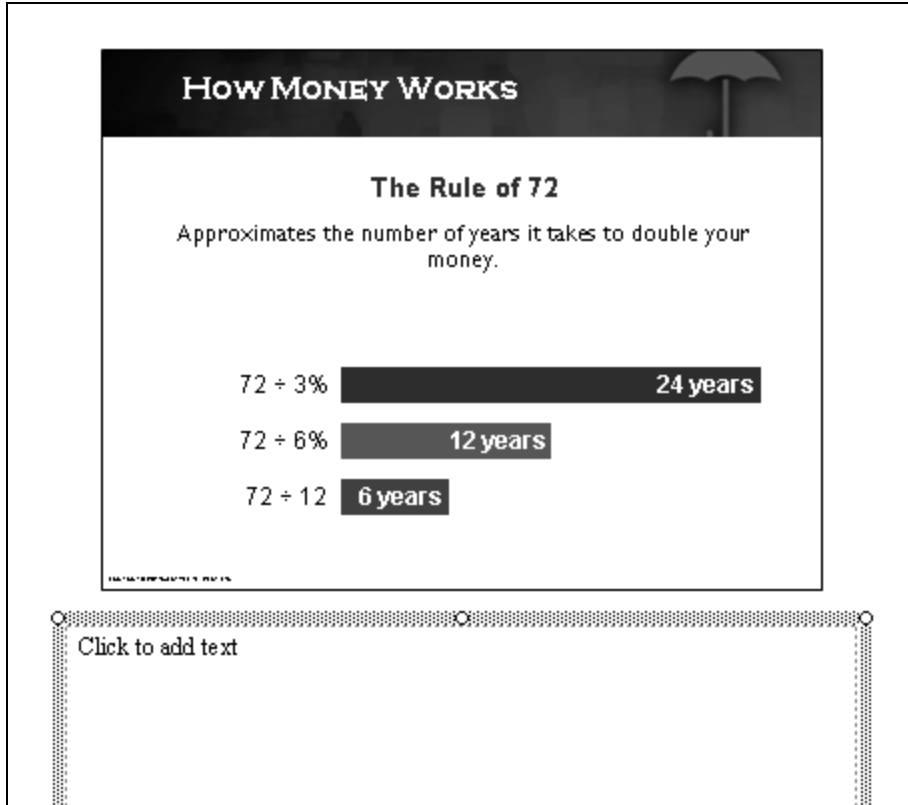 How Money Works
The Rule of 72
Approximates the number of years it takes to double your
money.
72 ÷ 3% 24 years
72 ÷ 6% 12 years
72 ÷ 12 6 years
Click to add text